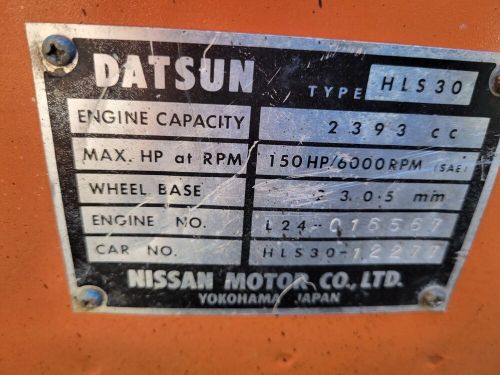 DATSUN TYPE HLS30
ENGINE CAPACITY 2393 cc
MAX. HP at RPM 150HP/6000RPM (SAE)
WHEEL BASE 2305 mm
ENGINE NO. L24-016567
CAR NO. HLS30-12277
NISSAN MOTOR CO., LTD.
YOKOHAMA JAPAN